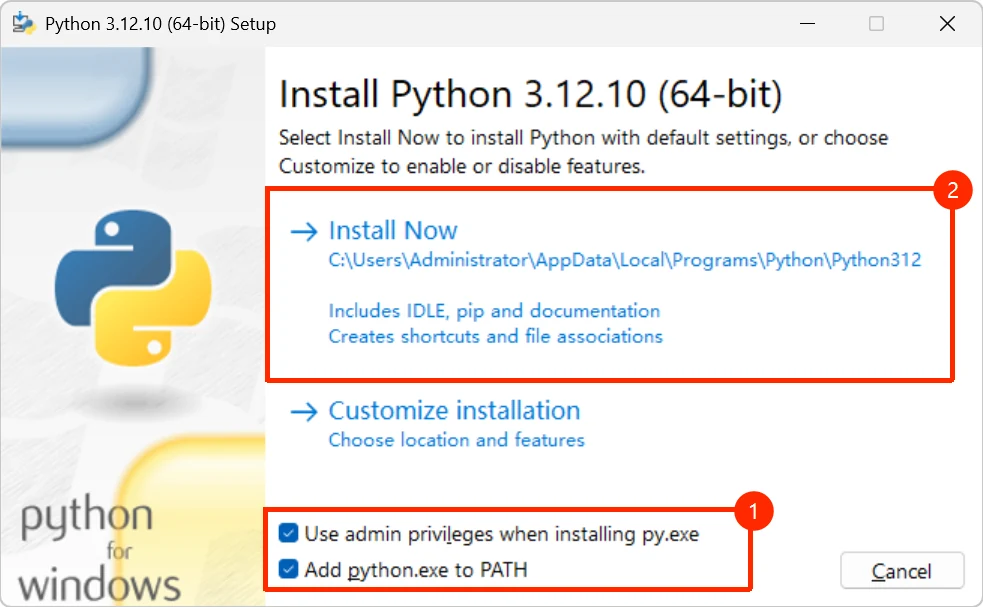 Python 3.12.10 (64-bit) Setup
Install Python 3.12.10 (64-bit)
Select Install Now to install Python with default settings, or choose
Customize to enable or disable features.
2
Install Now
C:\Users\Administrator\AppData\Local\Programs\Python\Python312
Includes IDLE, pip and documentation
Creates shortcuts and file associations
Customize installation
Choose location and features
1
Use admin privileges when installing py.exe
Add python.exe to PATH
Cancel
python
for
windows